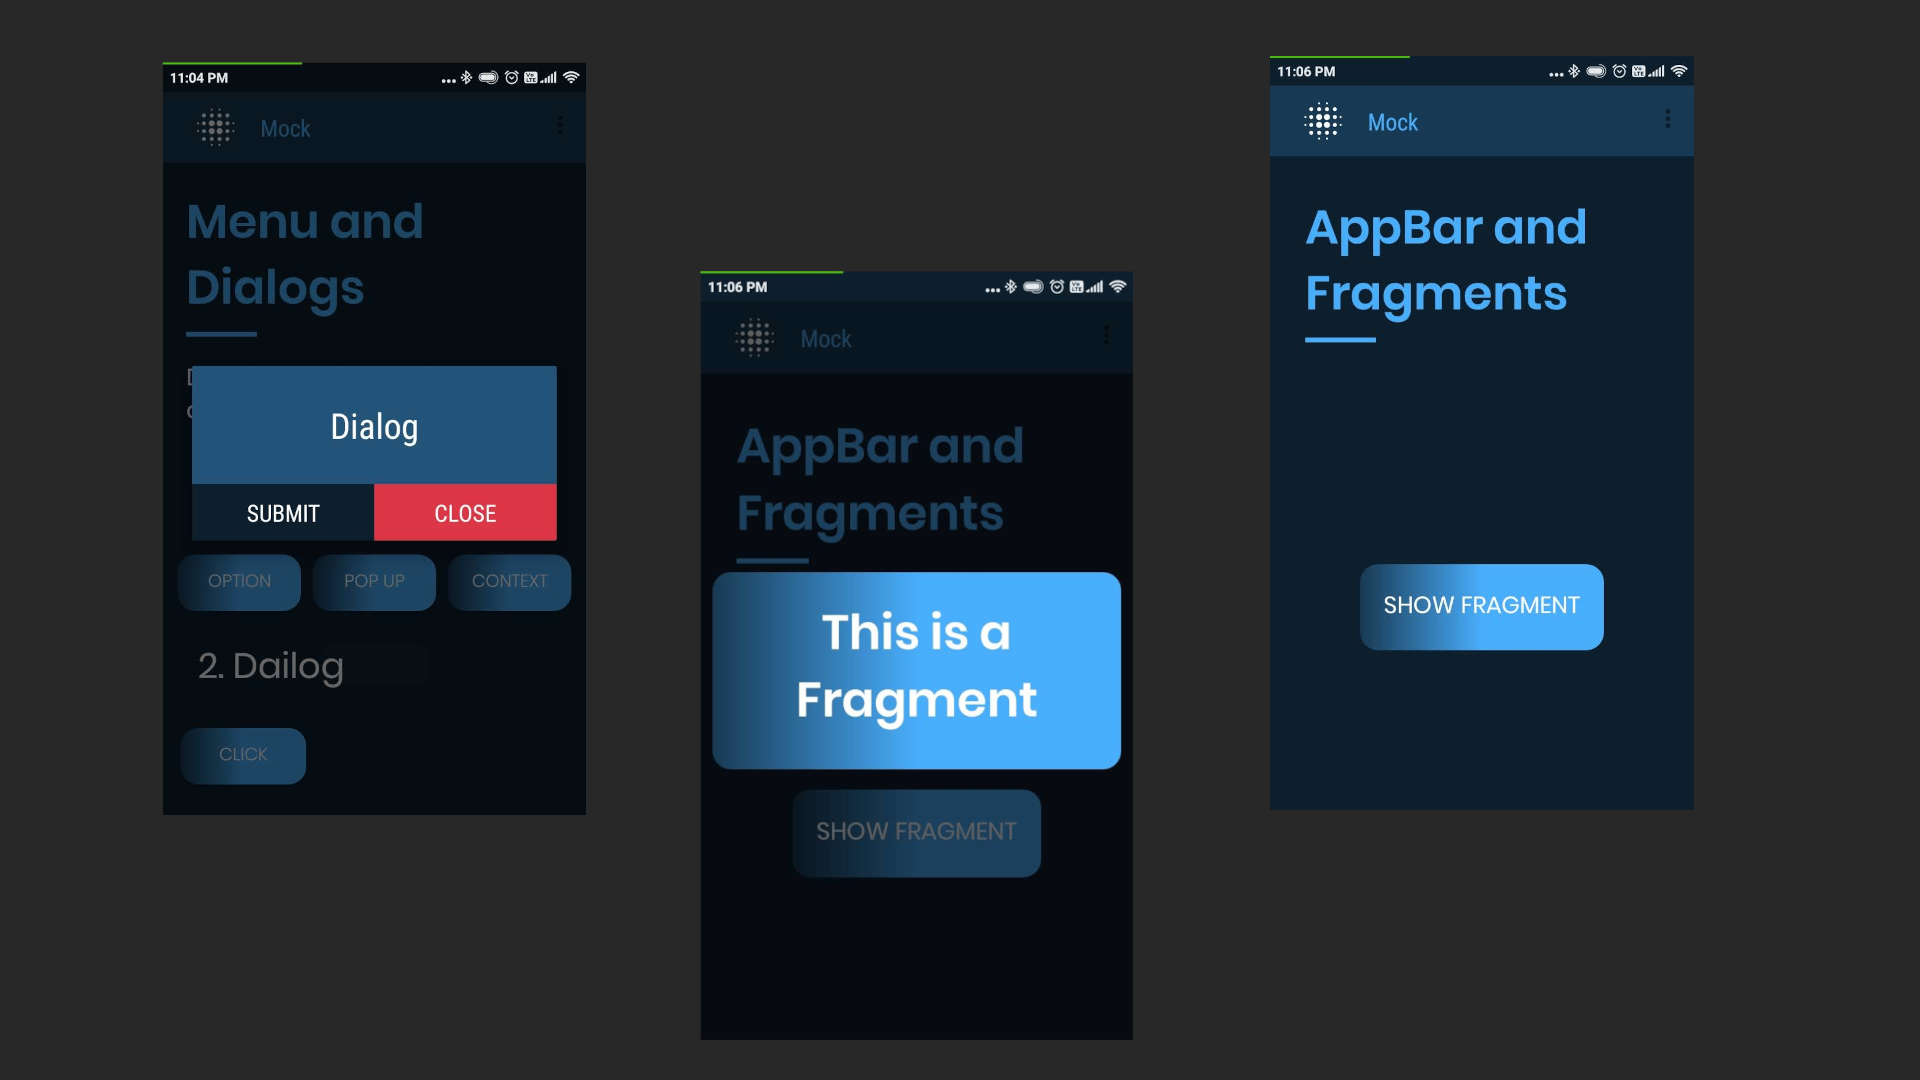 11:04 PM
Mock
Menu and
Dialogs
Dialog
SUBMIT
CLOSE
OPTION
POP UP
CONTEXT
2. Dailog
CLICK
11:06 PM
Mock
AppBar and
Fragments
This is a
Fragment
SHOW FRAGMENT
11:06 PM
Mock
AppBar and
Fragments
SHOW FRAGMENT